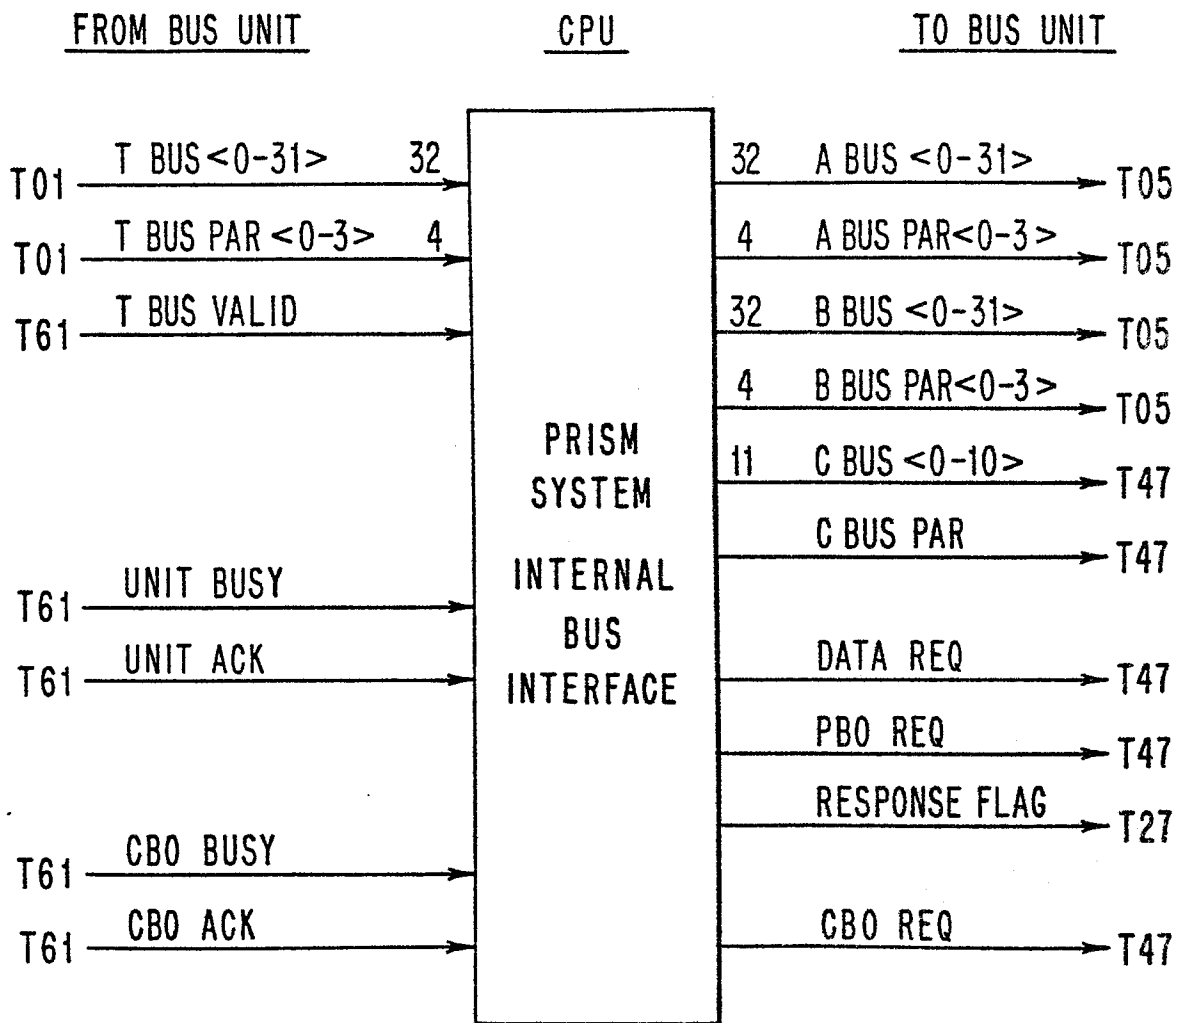 FROM BUS UNIT CPU TO BUS UNIT
T01 T BUS<0-31> 32
T01 T BUS PAR<0-3> 4
T61 T BUS VALID
T61 UNIT BUSY
T61 UNIT ACK
T61 CBO BUSY
T61 CBO ACK
PRISM
SYSTEM
INTERNAL
BUS
INTERFACE
32 A BUS <0-31> T05
4 A BUS PAR<0-3> T05
32 B BUS <0-31> T05
4 B BUS PAR<0-3> T05
11 C BUS <0-10> T47
C BUS PAR T47
DATA REQ T47
PBO REQ T47
RESPONSE FLAG T27
CBO REQ T47